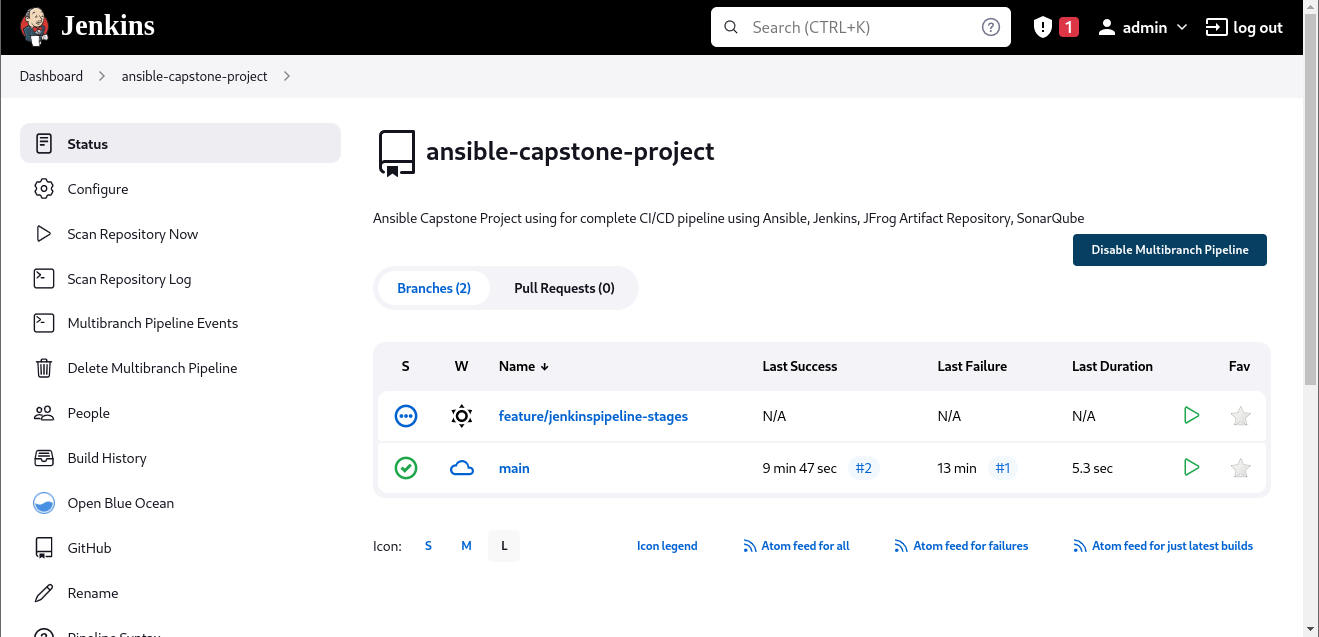 Jenkins
Search (CTRL+K)
1
admin
log out
Dashboard
ansible-capstone-project
Status
Configure
Scan Repository Now
Scan Repository Log
Multibranch Pipeline Events
Delete Multibranch Pipeline
People
Build History
Open Blue Ocean
GitHub
Rename
Pipeline Syntax
ansible-capstone-project
Ansible Capstone Project using for complete CI/CD pipeline using Ansible, Jenkins, JFrog Artifact Repository, SonarQube
Disable Multibranch Pipeline
Branches (2) Pull Requests (0)
S W Name ↓ Last Success Last Failure Last Duration Fav
feature/jenkinspipeline-stages N/A N/A N/A
main 9 min 47 sec #2 13 min #1 5.3 sec
Icon: S M L Icon legend Atom feed for all Atom feed for failures Atom feed for just latest builds